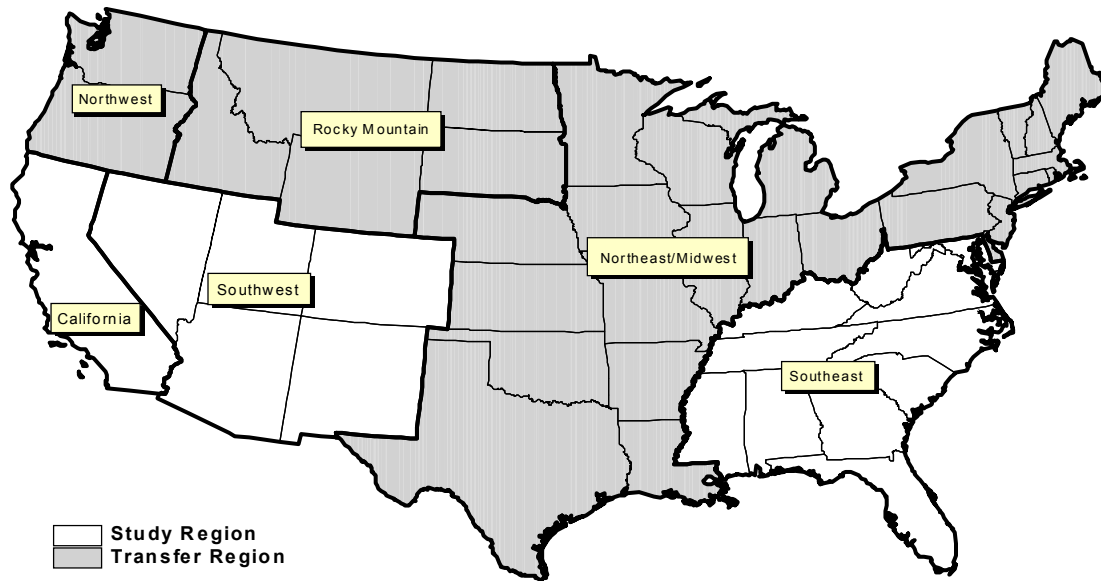 Northwest
Rocky Mountain
Northeast/Midwest
Southwest
California
Southeast
Study Region
Transfer Region